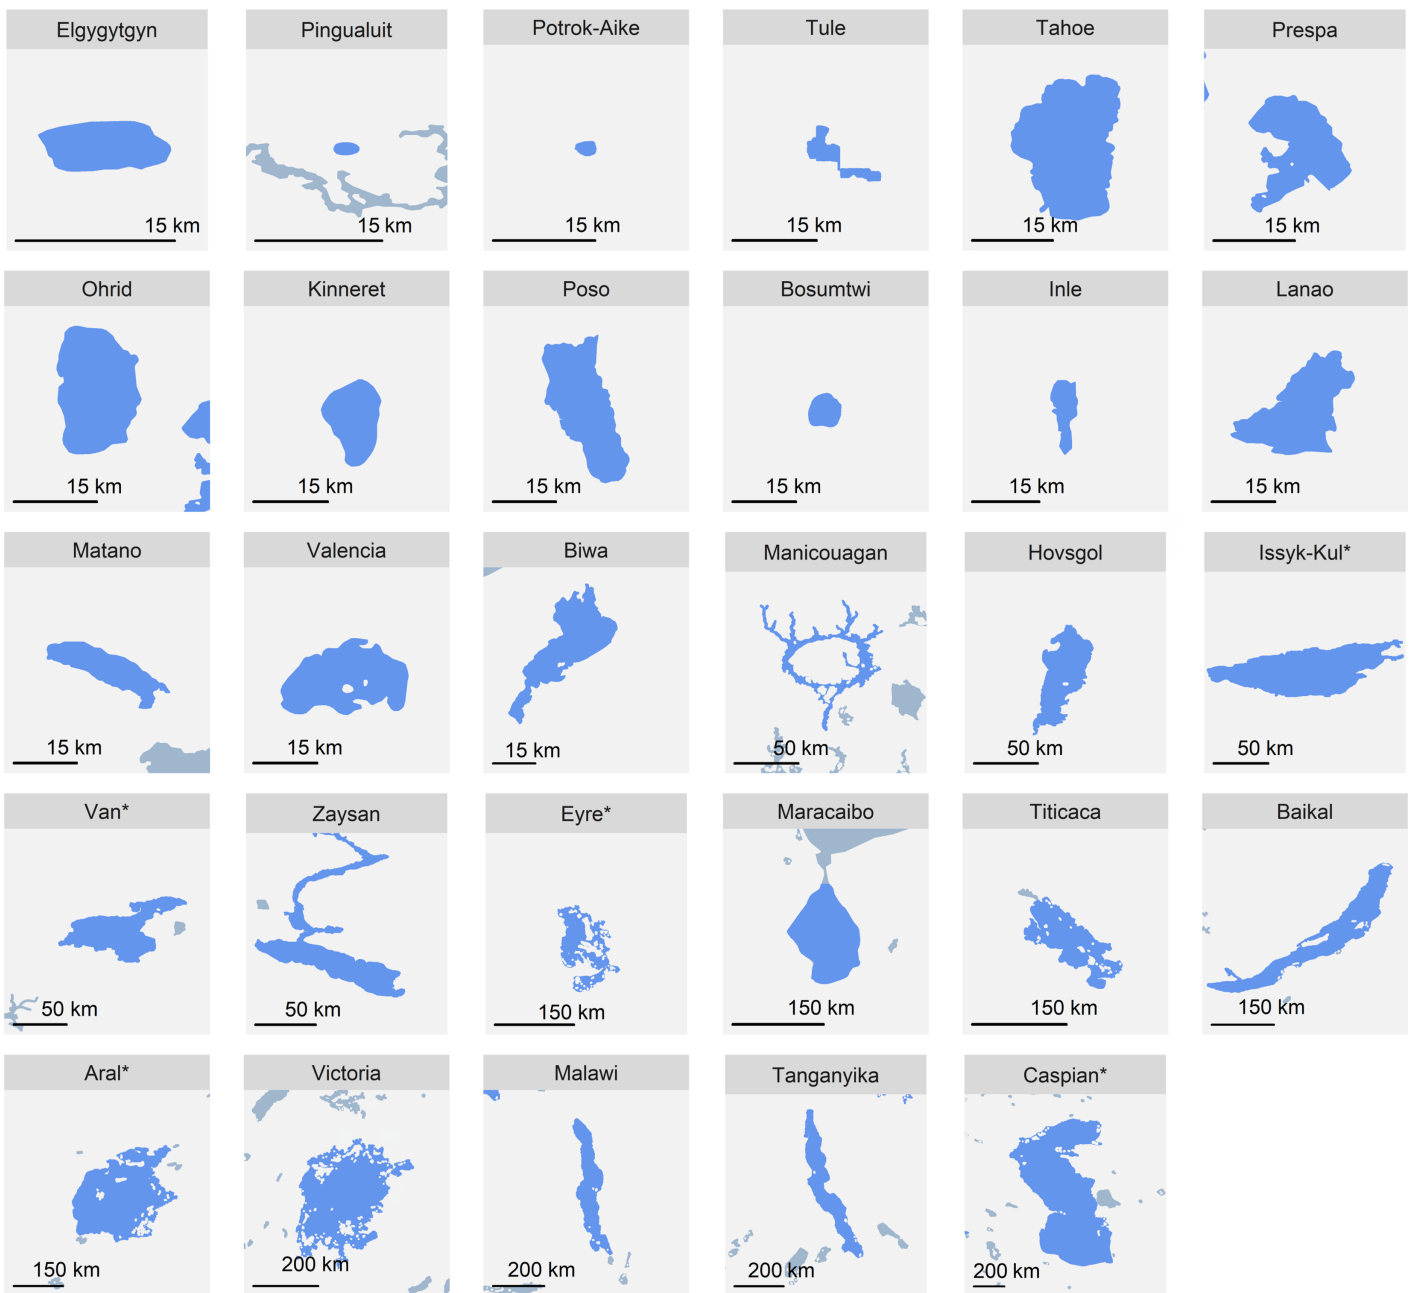 Elgygytgyn
Pingualuit
Potrok-Aike
Tule
Tahoe
Prespa
15 km
15 km
15 km
15 km
15 km
15 km
Ohrid
Kinneret
Poso
Bosumtwi
Inle
Lanao
15 km
15 km
15 km
15 km
15 km
15 km
Matano
Valencia
Biwa
Manicouagan
Hovsgol
Issyk-Kul*
15 km
15 km
15 km
50 km
50 km
50 km
Van*
Zaysan
Eyre*
Maracaibo
Titicaca
Baikal
50 km
50 km
150 km
150 km
150 km
150 km
Aral*
Victoria
Malawi
Tanganyika
Caspian*
150 km
200 km
200 km
200 km
200 km